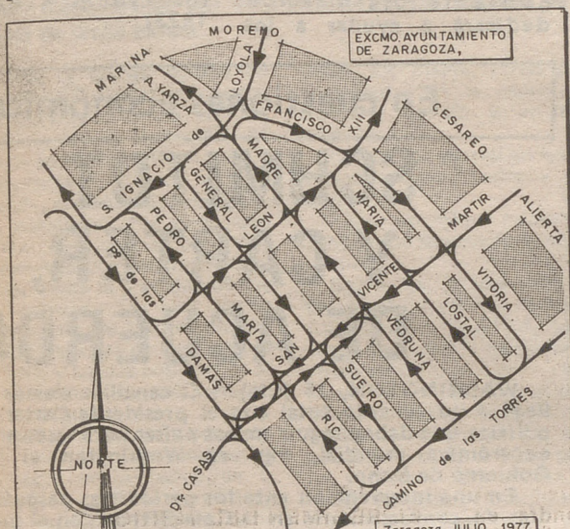 EXCMO. AYUNTAMIENTO
DE ZARAGOZA,
MORENO
MARINA
LOYOLA
A. YARZA
de
FRANCISCO
XIII
CESAREO
S. IGNACIO
MADRE
GENERAL
PEDRO
LEON
MARIA
MARTIR
ALIERTA
Pº de las
VICENTE
VITORIA
LOSTAL
MARIA
SAN
VEDRUNA
DAMAS
SUEIRO
RIC
NORTE
Dr CASAS
CAMINO de las TORRES
Zaragoza, JULIO, 1977